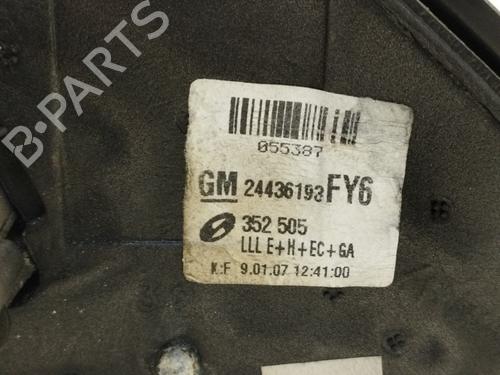 B-PARTS
055387
GM 24436193 FY6
352 505
LLL E+H+EC+GA
K:F 9.01.07 12:41:00